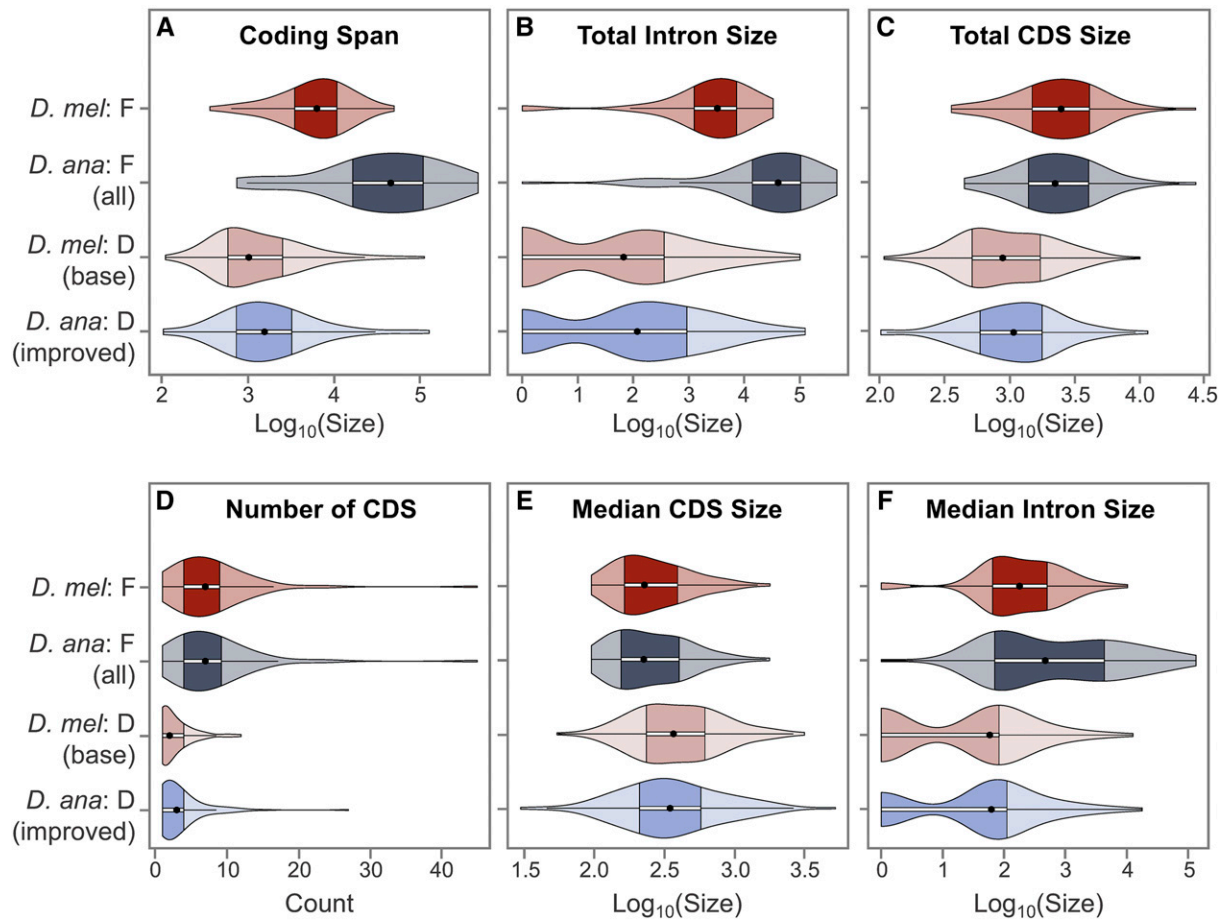 A Coding Span
B Total Intron Size
C Total CDS Size
D. mel: F
D. ana: F
(all)
D. mel: D
(base)
D. ana: D
(improved)
2 3 4 5
0 1 2 3 4 5
2.0 2.5 3.0 3.5 4.0 4.5
Log10(Size)
Log10(Size)
Log10(Size)
D Number of CDS
E Median CDS Size
F Median Intron Size
D. mel: F
D. ana: F
(all)
D. mel: D
(base)
D. ana: D
(improved)
0 10 20 30 40
1.5 2.0 2.5 3.0 3.5
0 1 2 3 4 5
Count
Log10(Size)
Log10(Size)